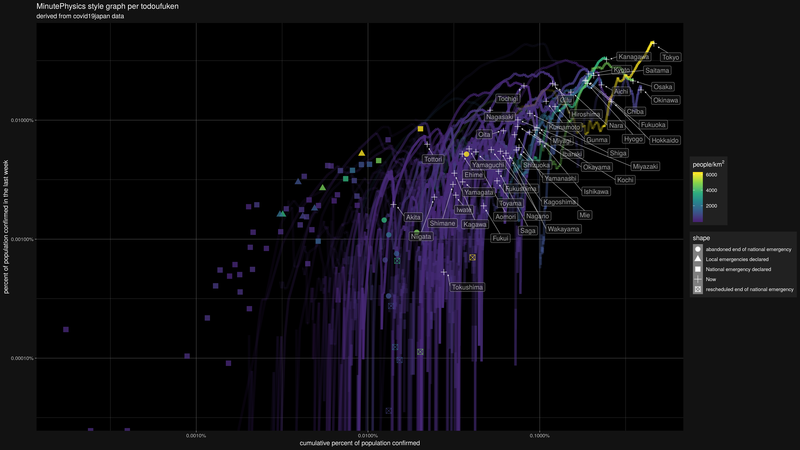 MinutePhysics style graph per todoufuken
derived from covid19japan data
percent of population confirmed in the last week
0.01000%
0.00100%
0.00010%
0.0010%
0.0100%
0.1000%
cumulative percent of population confirmed
Kanagawa
Tokyo
Kyoto
Saitama
Aichi
Osaka
Okinawa
Tochigi
Gifu
Chiba
Nagasaki
Hiroshima
Fukuoka
Oita
Kumamoto
Nara
Miyagi
Gunma
Hyogo
Hokkaido
Tottori
Ibaraki
Shiga
Yamaguchi
Shizuoka
Okayama
Miyazaki
Ehime
Yamanashi
Kochi
Yamagata
Fukushima
Ishikawa
Akita
Iwate
Toyama
Kagoshima
Shimane
Aomori
Nagano
Mie
Niigata
Kagawa
Saga
Wakayama
Fukui
Tokushima
people/km²
6000
4000
2000
shape
abandoned end of national emergency
Local emergencies declared
National emergency declared
Now
rescheduled end of national emergency